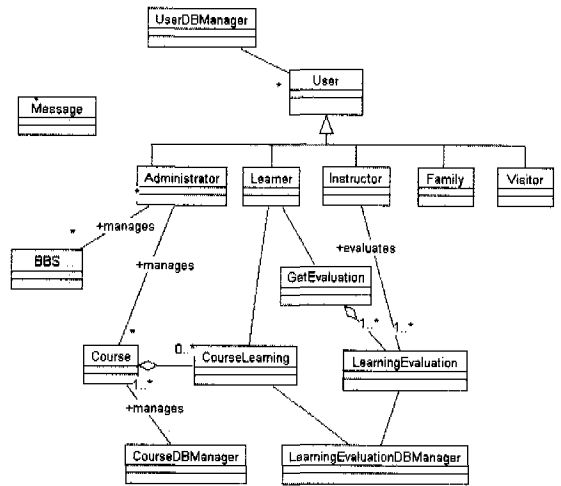 UserDBManager
User
*
*
Message
Administrator
Learner
Instructor
Family
Visitor
*
*
+manages
+manages
+evaluates
BBS
GetEvaluation
1..*
1..*
*
0..*
Course
CourseLearning
LearningEvaluation
1..*
+manages
CourseDBManager
LearningEvaluationDBManager